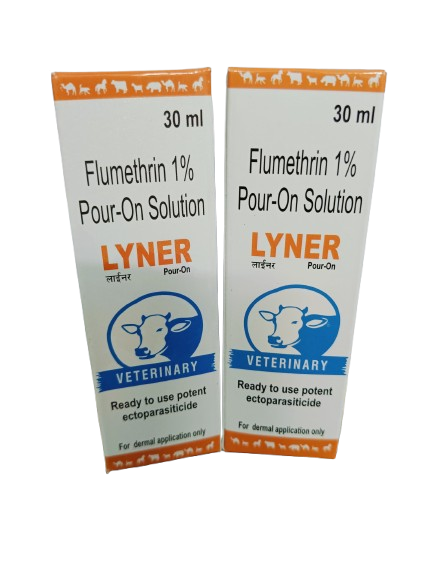 30 ml
Flumethrin 1%
Pour-On Solution
LYNER
लाईनर Pour-On
VETERINARY
Ready to use potent
ectoparasiticide
For dermal application only
30 ml
Flumethrin 1%
Pour-On Solution
LYNER
लाईनर Pour-On
VETERINARY
Ready to use potent
ectoparasiticide
For dermal application only